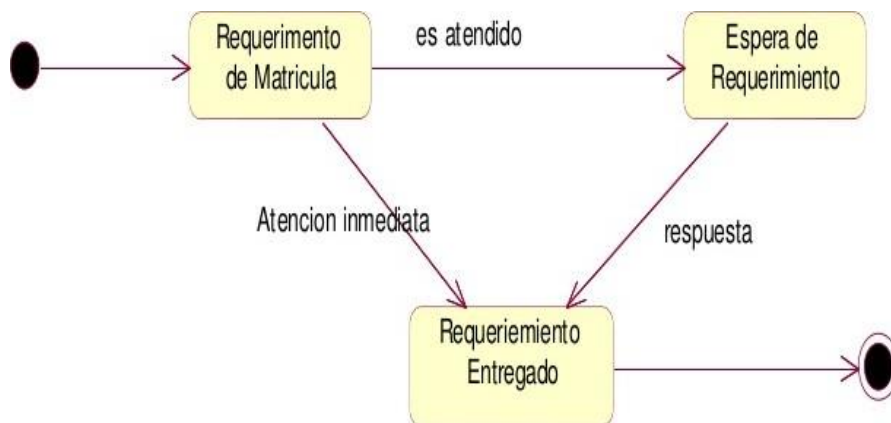 Requerimento
de Matricula
es atendido
Espera de
Requerimiento
Atencion inmediata
respuesta
Requeriemiento
Entregado